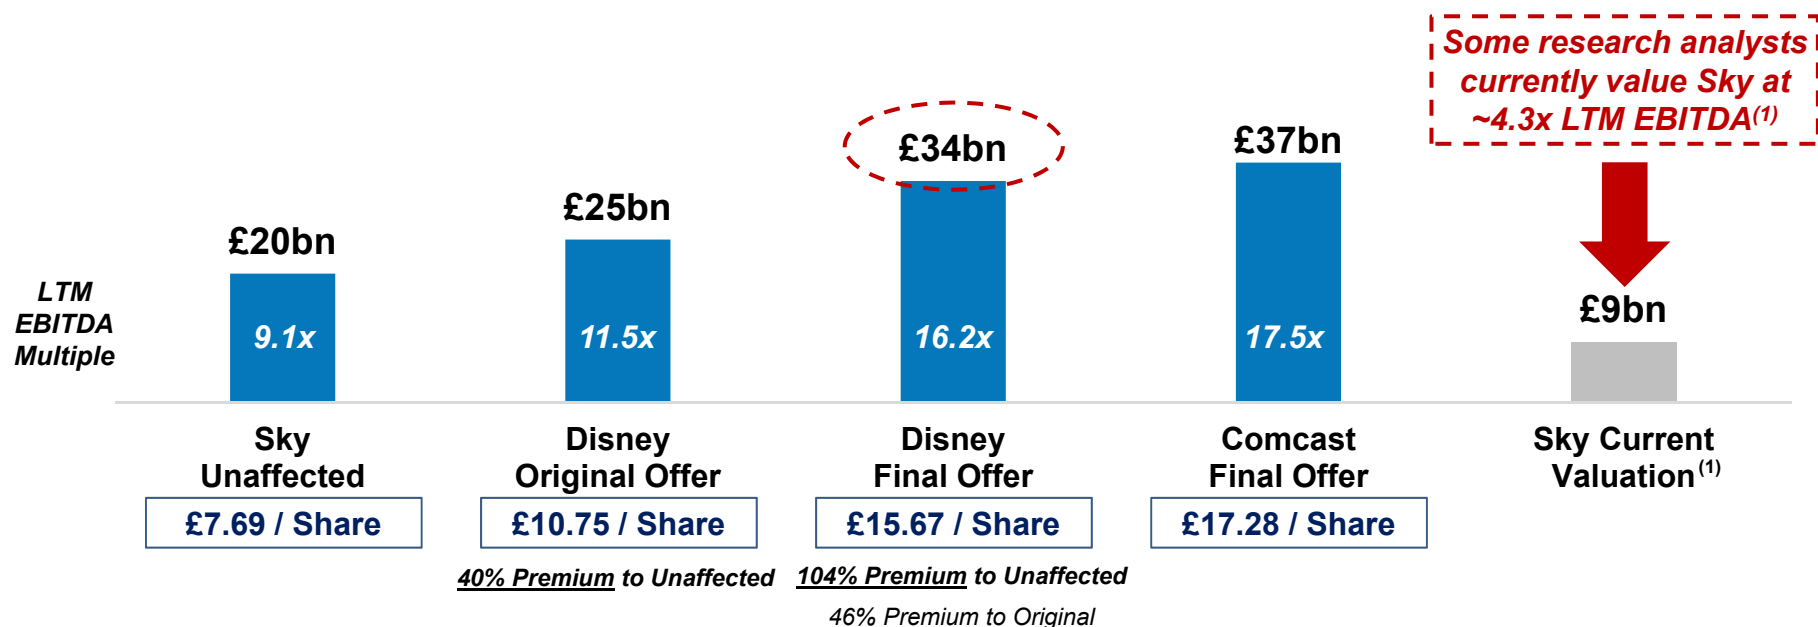 Some research analysts
currently value Sky at
~4.3x LTM EBITDA(1)
£20bn
£25bn
£34bn
£37bn
£9bn
LTM
EBITDA
Multiple
9.1x
11.5x
16.2x
17.5x
Sky
Unaffected
£7.69 / Share
Disney
Original Offer
£10.75 / Share
40% Premium to Unaffected
Disney
Final Offer
£15.67 / Share
104% Premium to Unaffected
46% Premium to Original
Comcast
Final Offer
£17.28 / Share
Sky Current
Valuation(1)